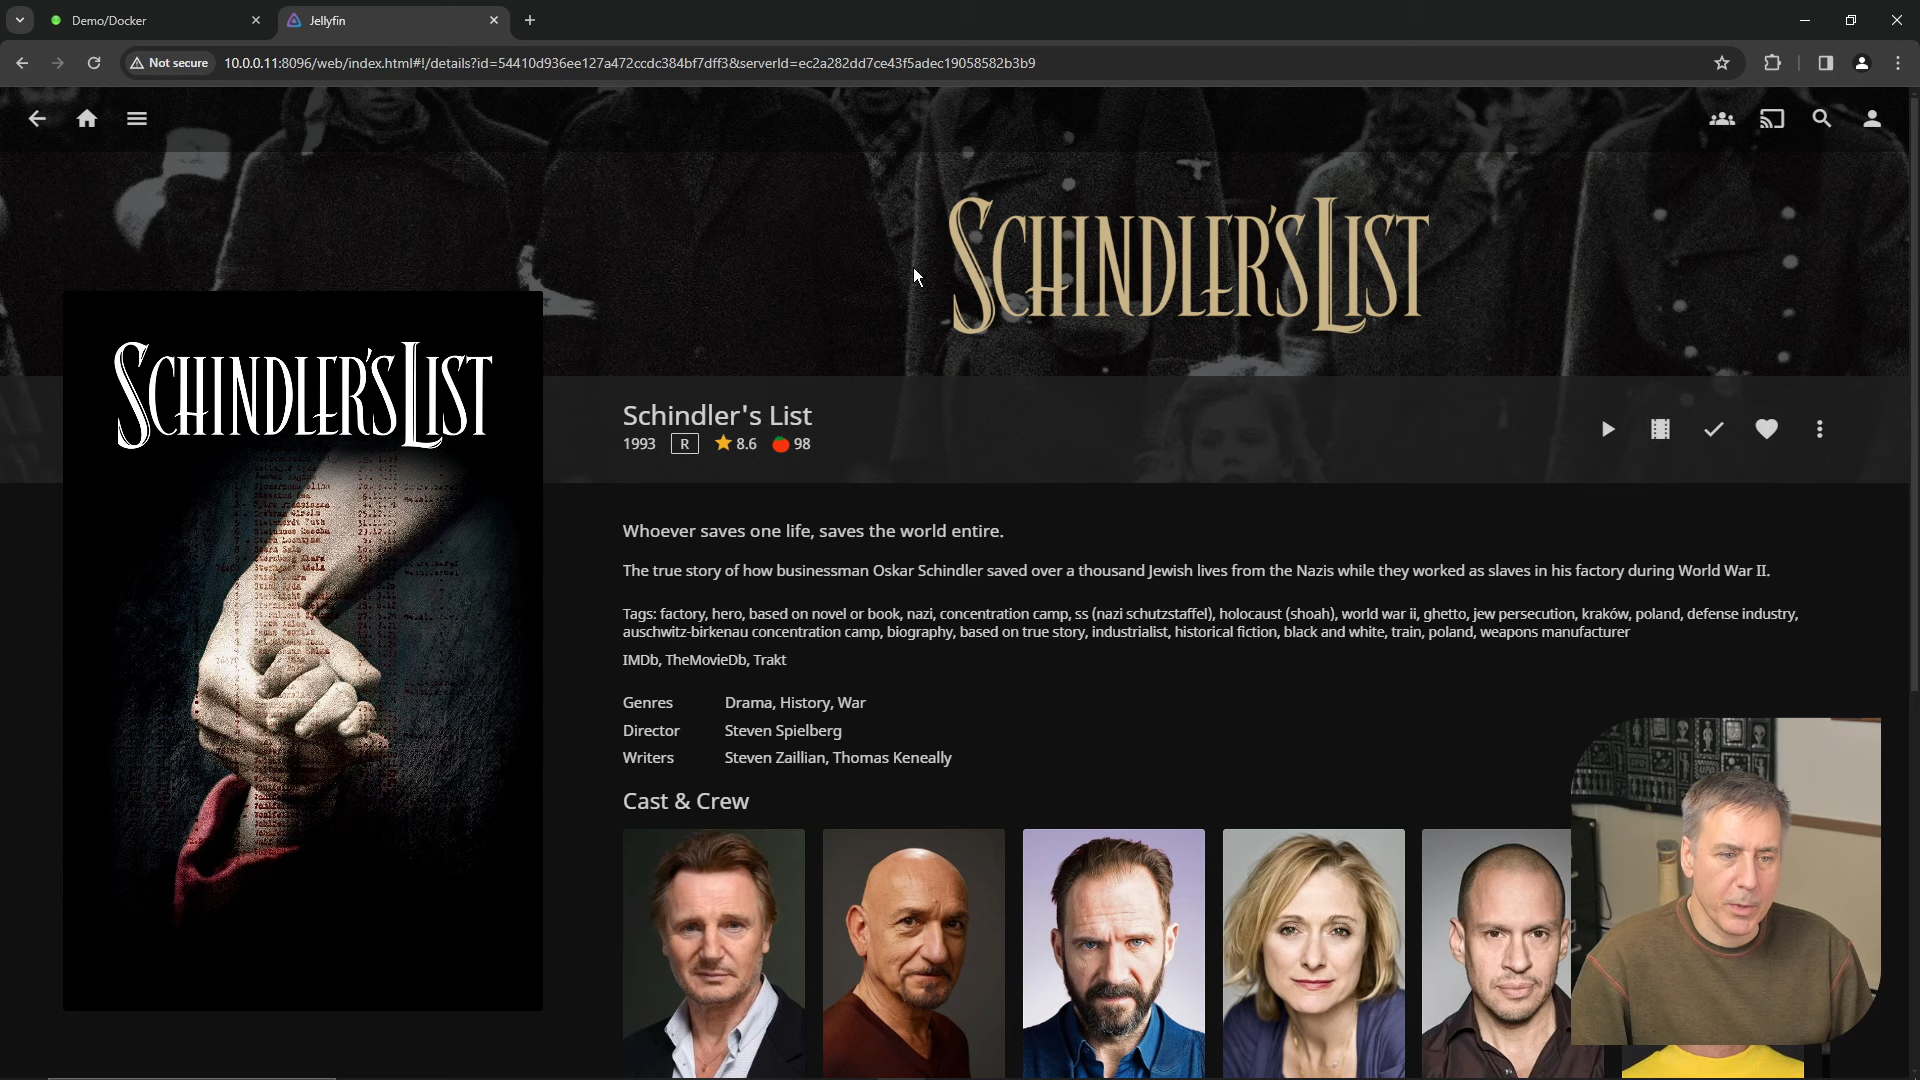 Demo/Docker
Jellyfin
Not secure
10.0.0.11:8096/web/index.html#!/details?id=54410d936ee127a472ccdc384bf7dff3&serverId=ec2a282dd7ce43f5adec19058582b3b9
SCHINDLER'S LIST
SCHINDLER'S LIST
Schindler's List
1993 R 8.6 98
Whoever saves one life, saves the world entire.
The true story of how businessman Oskar Schindler saved over a thousand Jewish lives from the Nazis while they worked as slaves in his factory during World War II.
Tags: factory, hero, based on novel or book, nazi, concentration camp, ss (nazi schutzstaffel), holocaust (shoah), world war ii, ghetto, jew persecution, kraków, poland, defense industry,
auschwitz-birkenau concentration camp, biography, based on true story, industrialist, historical fiction, black and white, train, poland, weapons manufacturer
IMDb, TheMovieDb, Trakt
Genres Drama, History, War
Director Steven Spielberg
Writers Steven Zaillian, Thomas Keneally
Cast & Crew